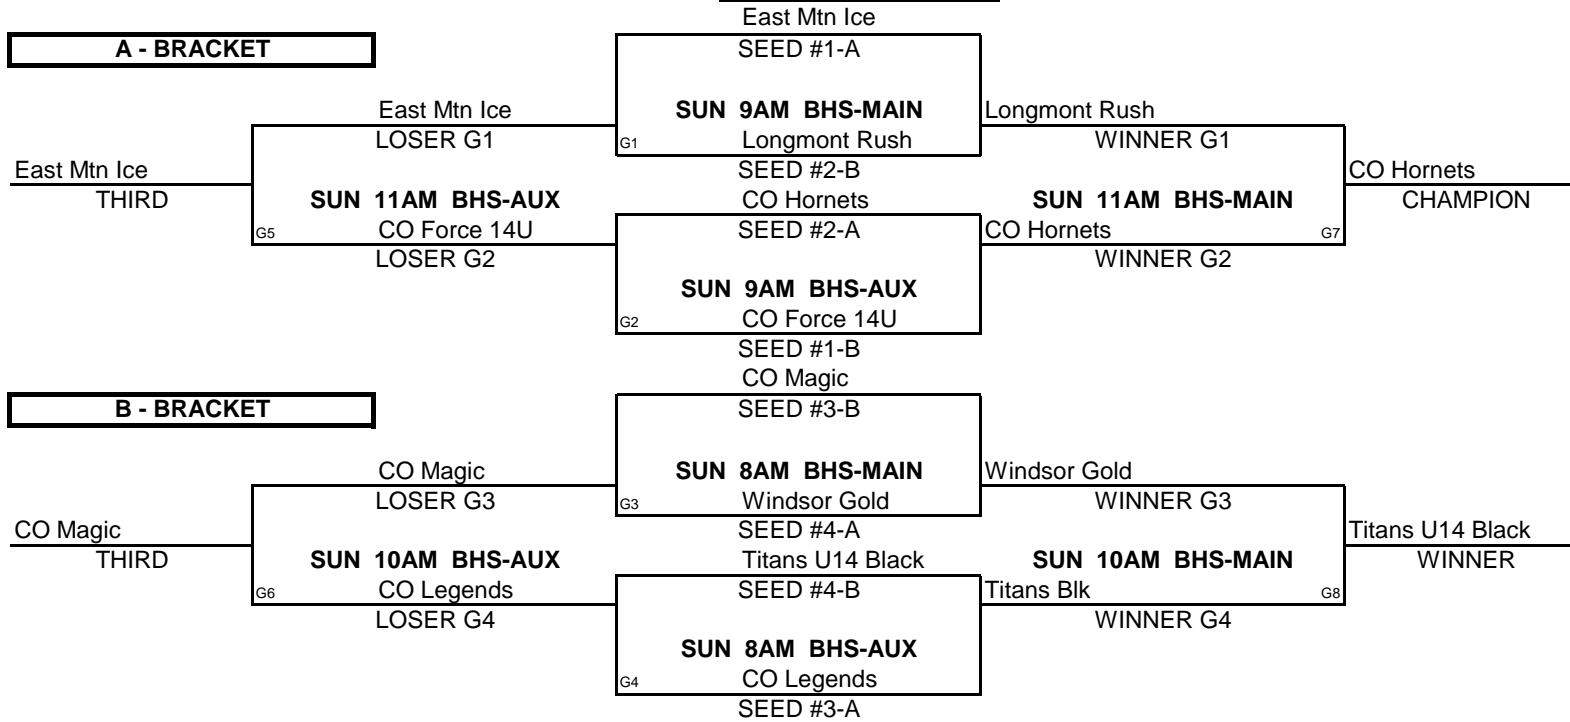 East Mtn Ice
A - BRACKET
SEED #1-A
East Mtn Ice
SUN 9AM BHS-MAIN
Longmont Rush
LOSER G1
G1
Longmont Rush
WINNER G1
East Mtn Ice
SEED #2-B
CO Hornets
THIRD
SUN 11AM BHS-AUX
CO Hornets
SUN 11AM BHS-MAIN
CHAMPION
G5
CO Force 14U
SEED #2-A
CO Hornets
G7
LOSER G2
WINNER G2
SUN 9AM BHS-AUX
G2
CO Force 14U
SEED #1-B
CO Magic
B - BRACKET
SEED #3-B
CO Magic
SUN 8AM BHS-MAIN
Windsor Gold
LOSER G3
G3
Windsor Gold
WINNER G3
CO Magic
SEED #4-A
Titans U14 Black
THIRD
SUN 10AM BHS-AUX
Titans U14 Black
SUN 10AM BHS-MAIN
WINNER
G6
CO Legends
SEED #4-B
Titans Blk
G8
LOSER G4
WINNER G4
SUN 8AM BHS-AUX
G4
CO Legends
SEED #3-A